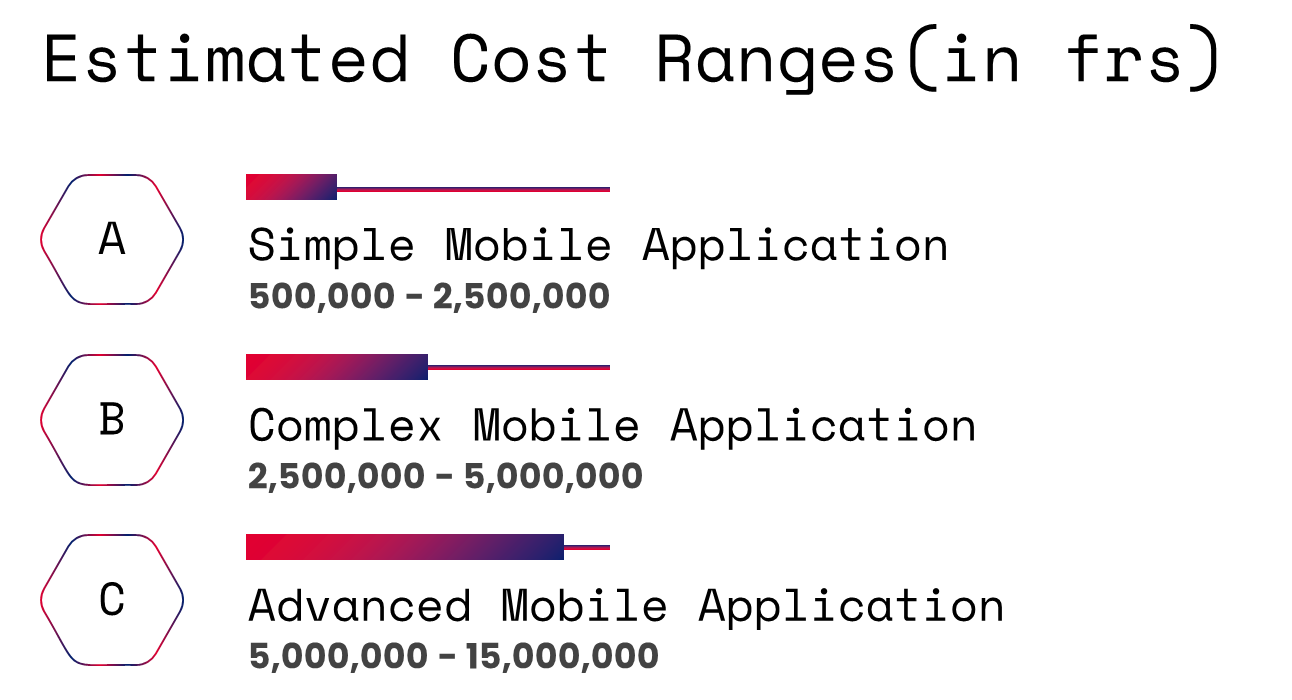 Estimated Cost Ranges(in frs)
A
Simple Mobile Application
500,000 - 2,500,000
B
Complex Mobile Application
2,500,000 - 5,000,000
C
Advanced Mobile Application
5,000,000 - 15,000,000